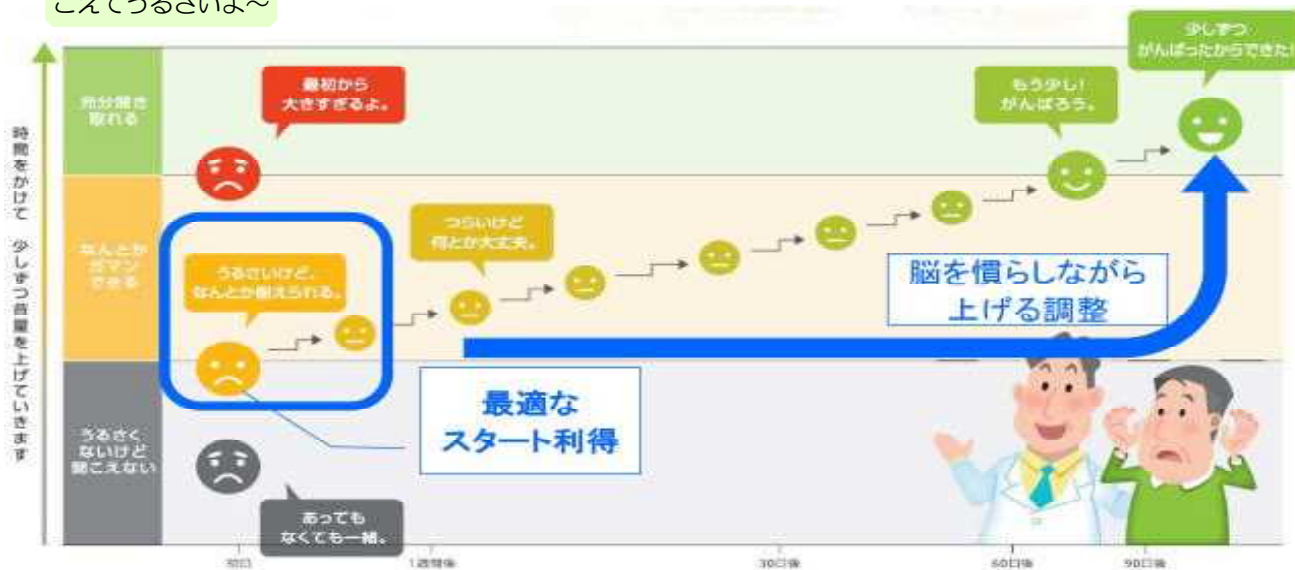 こえてうるさいよ～
少しずつ
がんばったからできた!
最初から
大きすぎるよ。
もう少し!
がんばろう。
充分聞き
取れる
時間をかけて 少しずつ音量を上げていきます
つらいけど
何とか大丈夫。
なんとか
ガマン
できる
うるさいけど、
なんとか耐えられる。
脳を慣らしながら
上げる調整
最適な
スタート利得
うるさく
ないけど
聞こえない
あっても
なくても一緒。
初日
1週間後
30日後
60日後
90日後